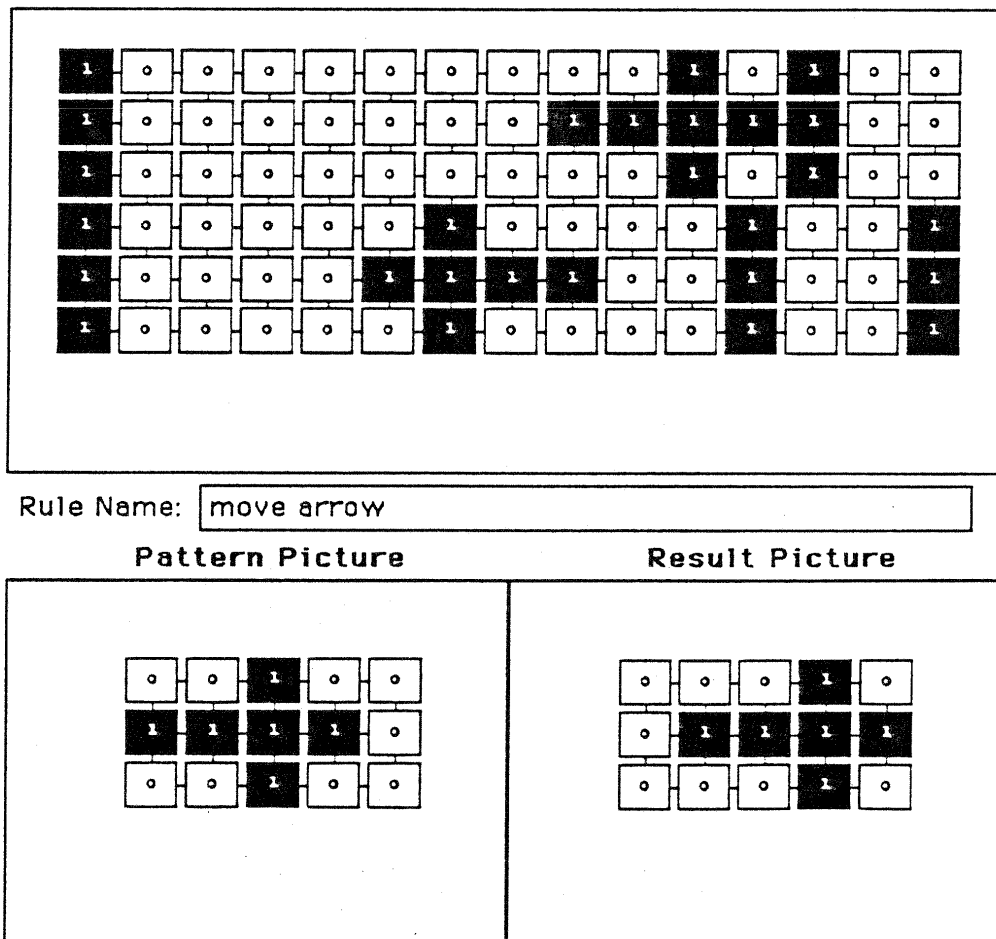 1 0 0 0 0 0 0 0 0 0 1 0 1 0 0
1 0 0 0 0 0 0 0 1 1 1 1 1 0 0
1 0 0 0 0 0 0 0 0 0 1 0 1 0 0
1 0 0 0 0 0 1 0 0 0 0 1 0 0 1
1 0 0 0 0 1 1 1 1 0 0 1 0 0 1
1 0 0 0 0 0 1 0 0 0 0 1 0 0 1
Rule Name: move arrow
Pattern Picture Result Picture
0 0 1 0 0 0 0 0 1 0
1 1 1 1 0 0 1 1 1 1
0 0 1 0 0 0 0 0 1 0